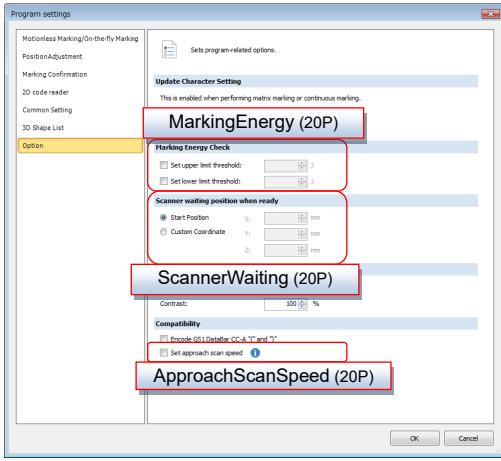 Program settings
Motionless Marking/On-the-fly Marking
Position Adjustment
Marking Confirmation
2D code reader
Common Setting
3D Shape List
Option
Sets program-related options.
Update Character Setting
This is enabled when performing matrix marking or continuous marking.
MarkingEnergy (20P)
Marking Energy Check
Set upper limit threshold: J
Set lower limit threshold: J
Scanner waiting position when ready
Start Position X: mm
Custom Coordinate Y: mm
Z: mm
ScannerWaiting (20P)
Contrast: 100 %
Compatibility
Encode GS1 DataBar CC-A "(" and ")"
Set approach scan speed
ApproachScanSpeed (20P)
OK Cancel